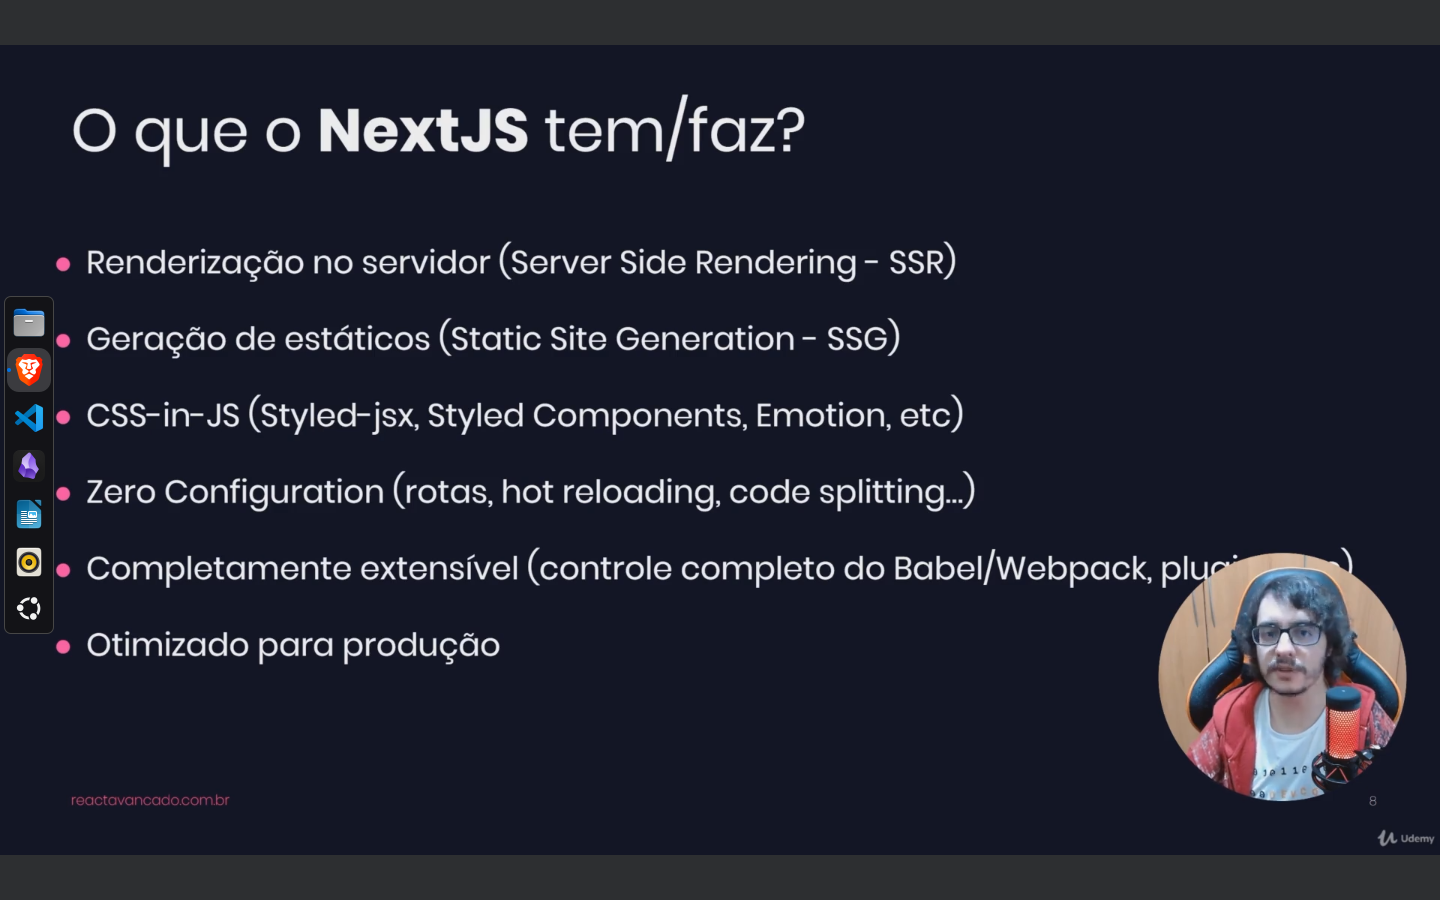 O que o NextJS tem/faz?
Renderização no servidor (Server Side Rendering - SSR)
Geração de estáticos (Static Site Generation - SSG)
CSS-in-JS (Styled-jsx, Styled Components, Emotion, etc)
Zero Configuration (rotas, hot reloading, code splitting...)
Completamente extensível (controle completo do Babel/Webpack,
Otimizado para produção
reactavancado.com.br
8
Udemy